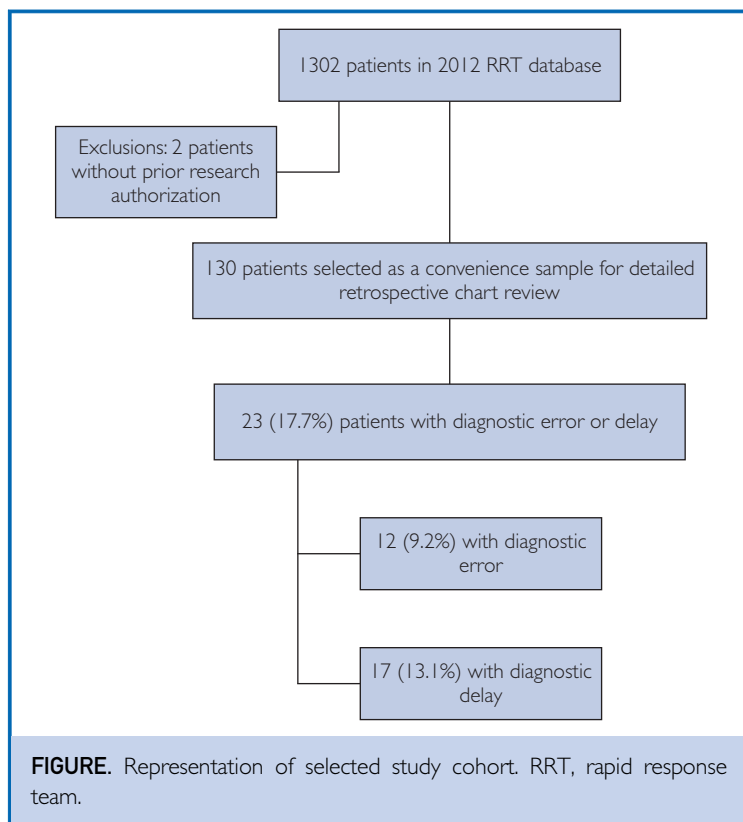 1302 patients in 2012 RRT database
Exclusions: 2 patients
without prior research
authorization
130 patients selected as a convenience sample for detailed
retrospective chart review
23 (17.7%) patients with diagnostic error or delay
12 (9.2%) with diagnostic
error
17 (13.1%) with diagnostic
delay
FIGURE. Representation of selected study cohort. RRT, rapid response
team.